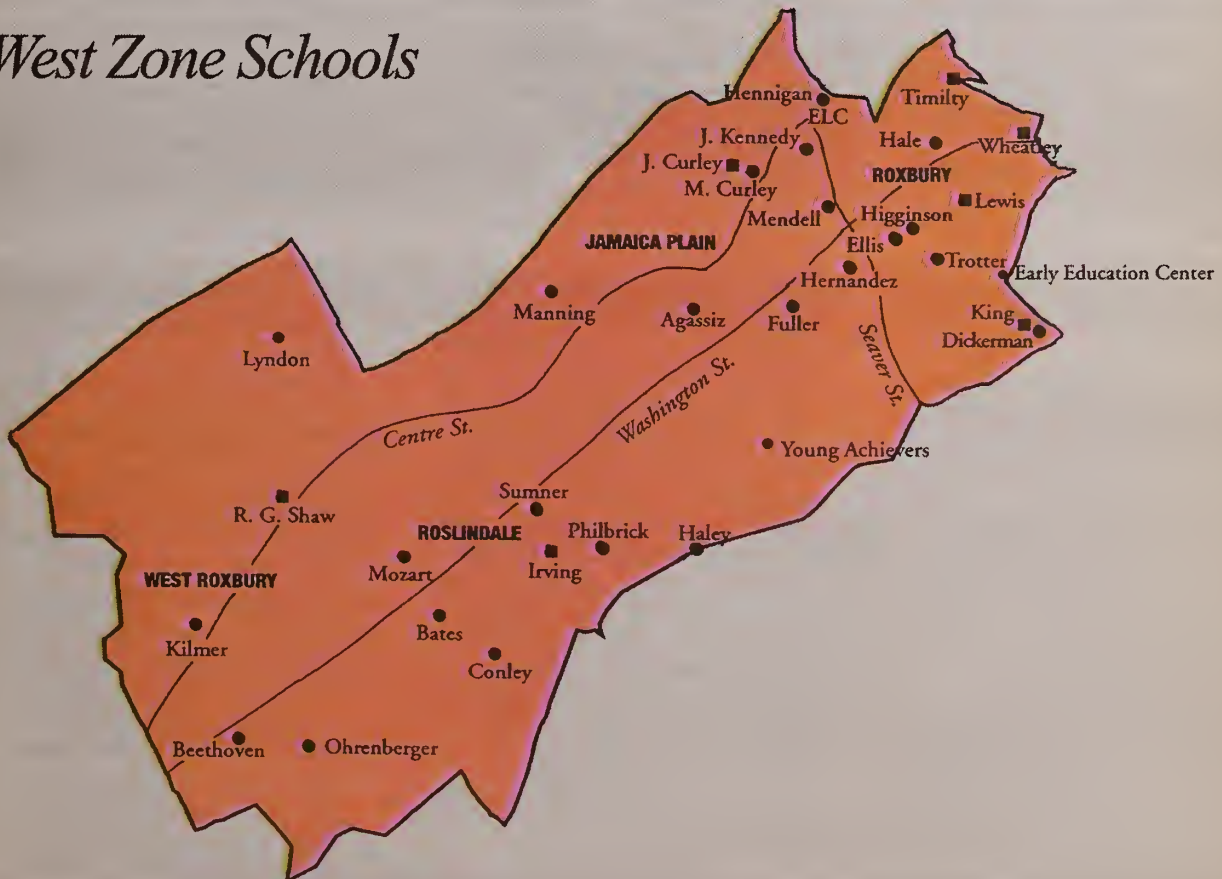 West Zone Schools
Hennigan
ELC
Timilty
J. Kennedy
Hale
Wheatley
J. Curley
M. Curley
ROXBURY
Lewis
Mendell
Higginson
JAMAICA PLAIN
Ellis
Trotter
Hernandez
Early Education Center
Manning
Agassiz
Fuller
King
Dickerman
Lyndon
Seaver St.
Washington St.
Centre St.
Young Achievers
Sumner
R. G. Shaw
ROSLINDALE
Philbrick
Haley
Mozart
Irving
WEST ROXBURY
Bates
Kilmer
Conley
Beethoven
Ohrenberger